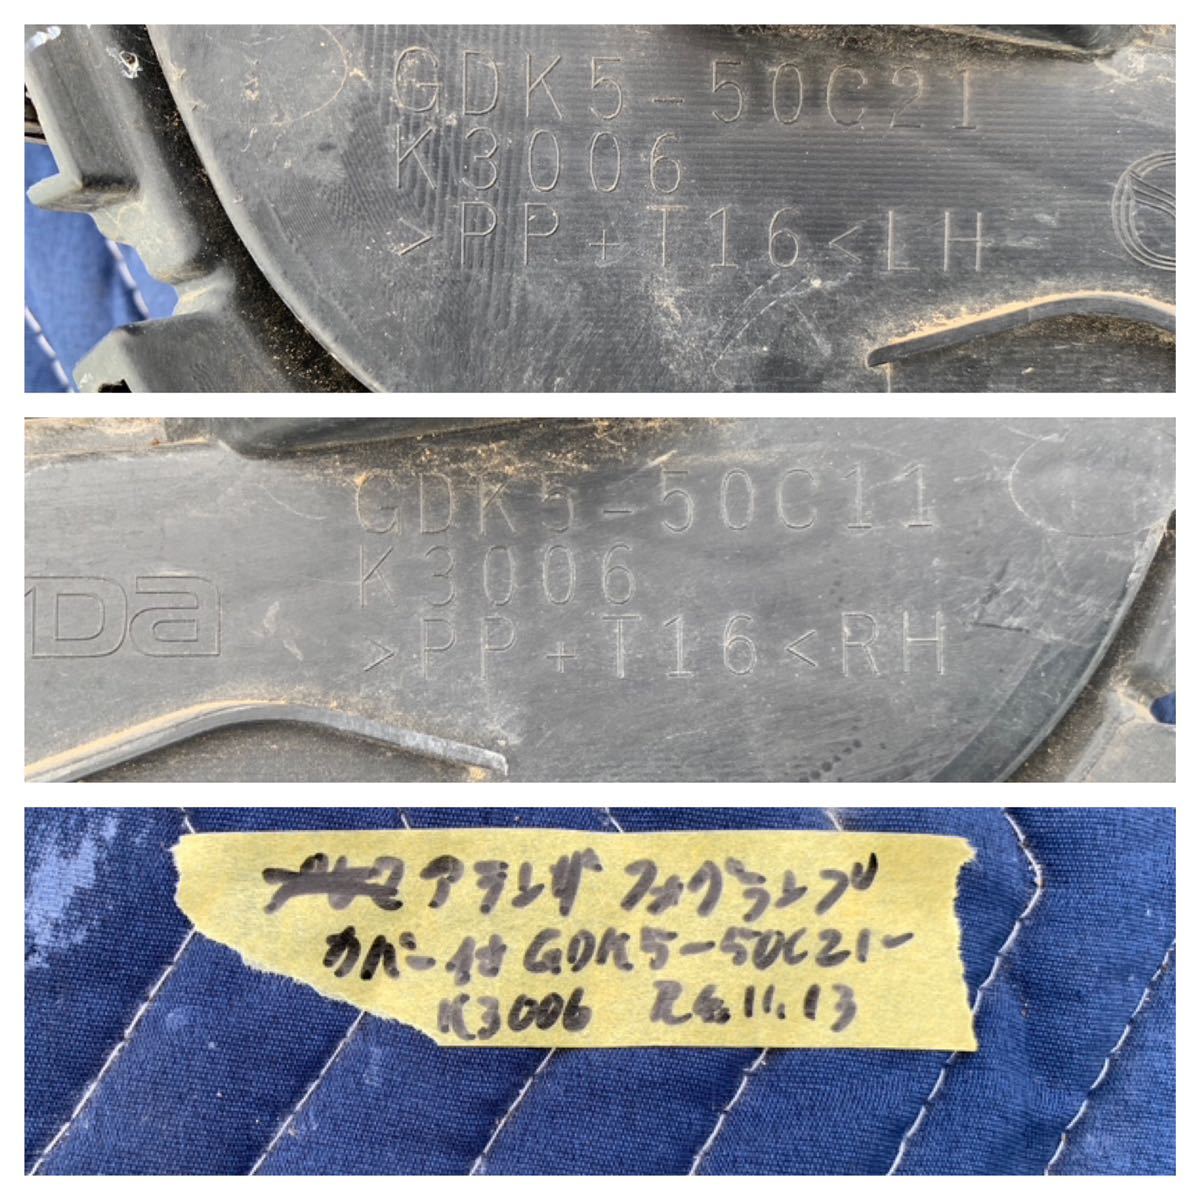 GDK5-50C21
K3006
>PP+T16<LH
GDK5-50C11
K3006
>PP+T16<RH
アテンザ フォグランプ
カバー付 GDK5-50C21-
K3006 R6.11.13